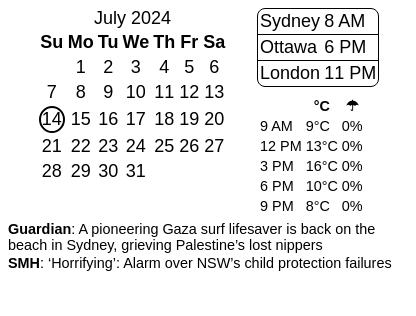 July 2024
Su Mo Tu We Th Fr Sa
1 2 3 4 5 6
7 8 9 10 11 12 13
14 15 16 17 18 19 20
21 22 23 24 25 26 27
28 29 30 31
Sydney 8 AM
Ottawa 6 PM
London 11 PM
°C ☂
9 AM 9°C 0%
12 PM 13°C 0%
3 PM 16°C 0%
6 PM 10°C 0%
9 PM 8°C 0%
Guardian: A pioneering Gaza surf lifesaver is back on the
beach in Sydney, grieving Palestine’s lost nippers
SMH: ‘Horrifying’: Alarm over NSW’s child protection failures